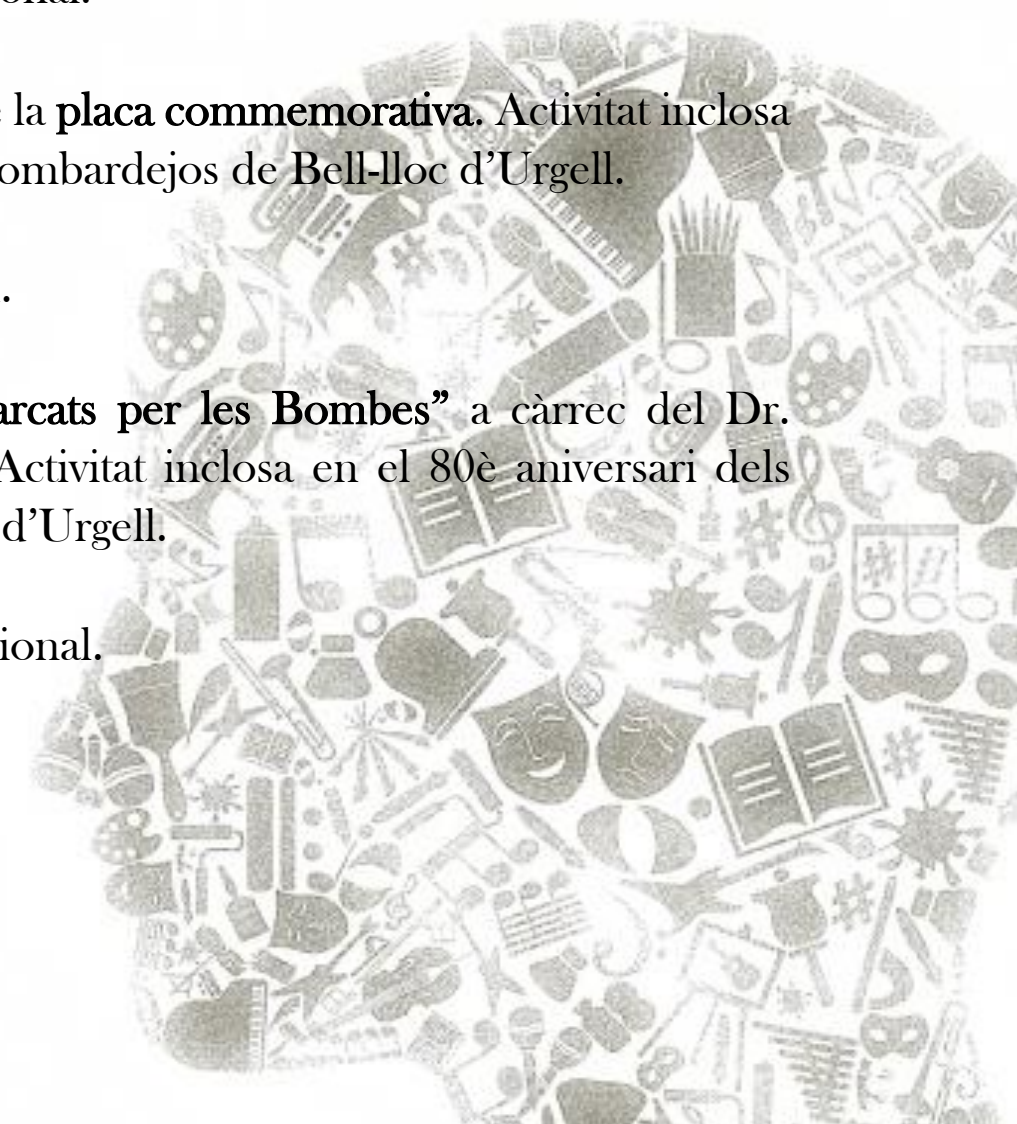 la placa commemorativa. Activitat inclosa
ombardejos de Bell-lloc d’Urgell.
.
arcats per les Bombes” a càrrec del Dr.
Activitat inclosa en el 80è aniversari dels
d’Urgell.
ional.